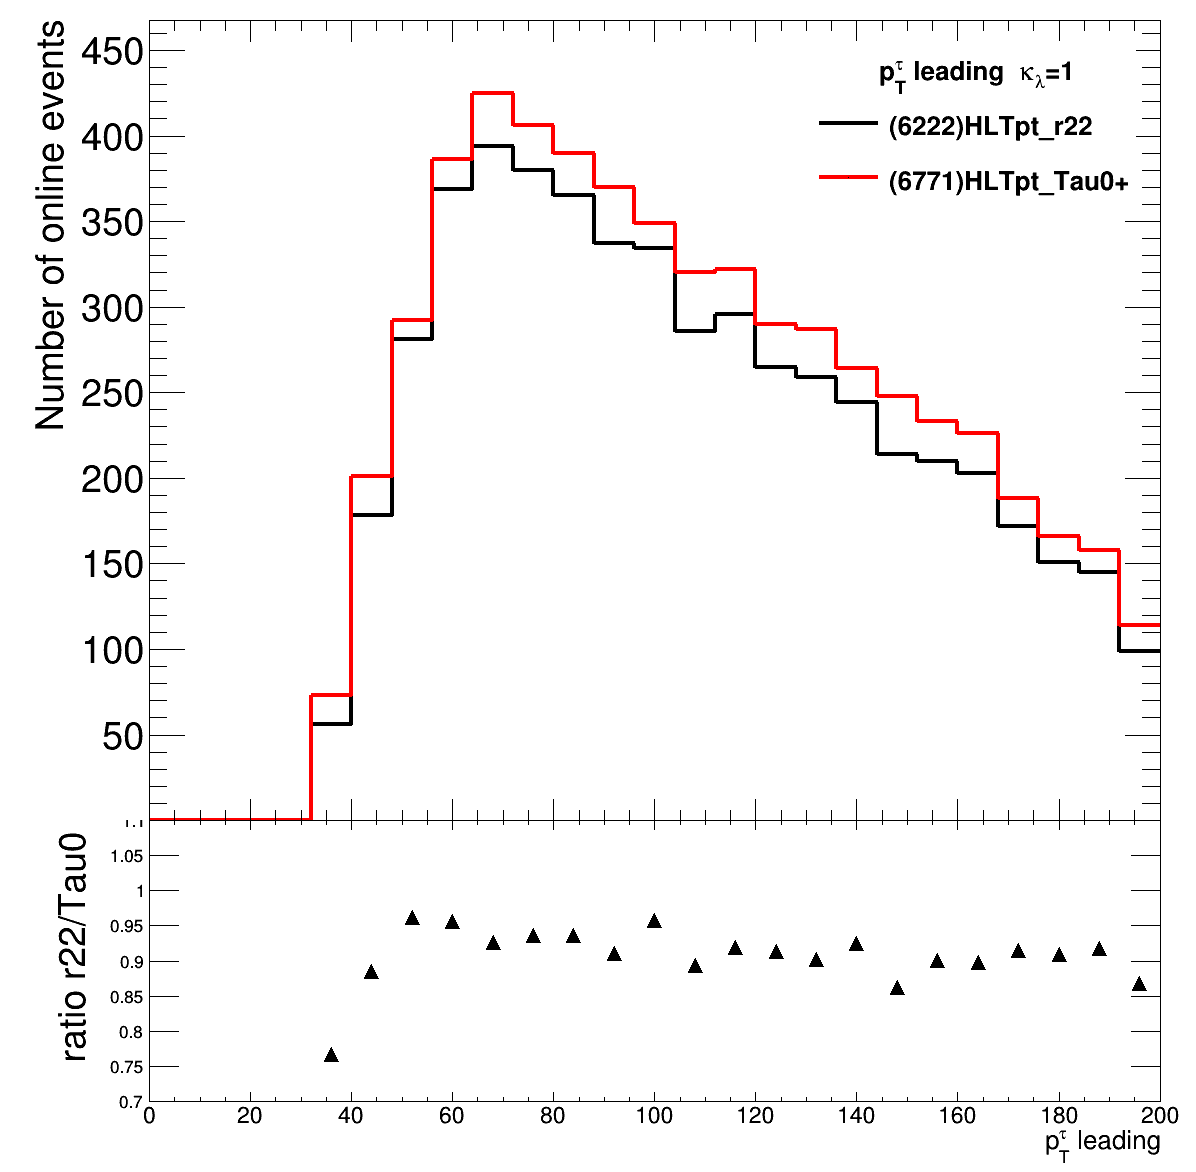 Number of online events
450
400
350
300
250
200
150
100
50
p_T^τ leading κ_λ=1
(6222)HLTpt_r22
(6771)HLTpt_Tau0+
ratio r22/Tau0
1.1
1.05
1
0.95
0.9
0.85
0.8
0.75
0.7
0 20 40 60 80 100 120 140 160 180 200
p_T^τ leading